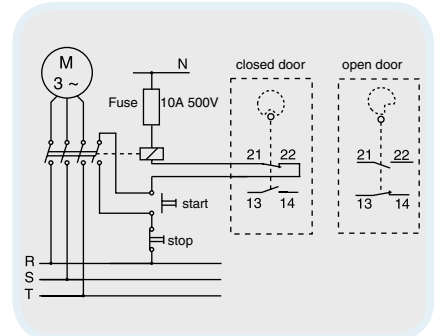 M
3 ~
N
Fuse
10A 500V
closed door
open door
21 22
13 14
21 22
13 14
start
stop
R
S
T